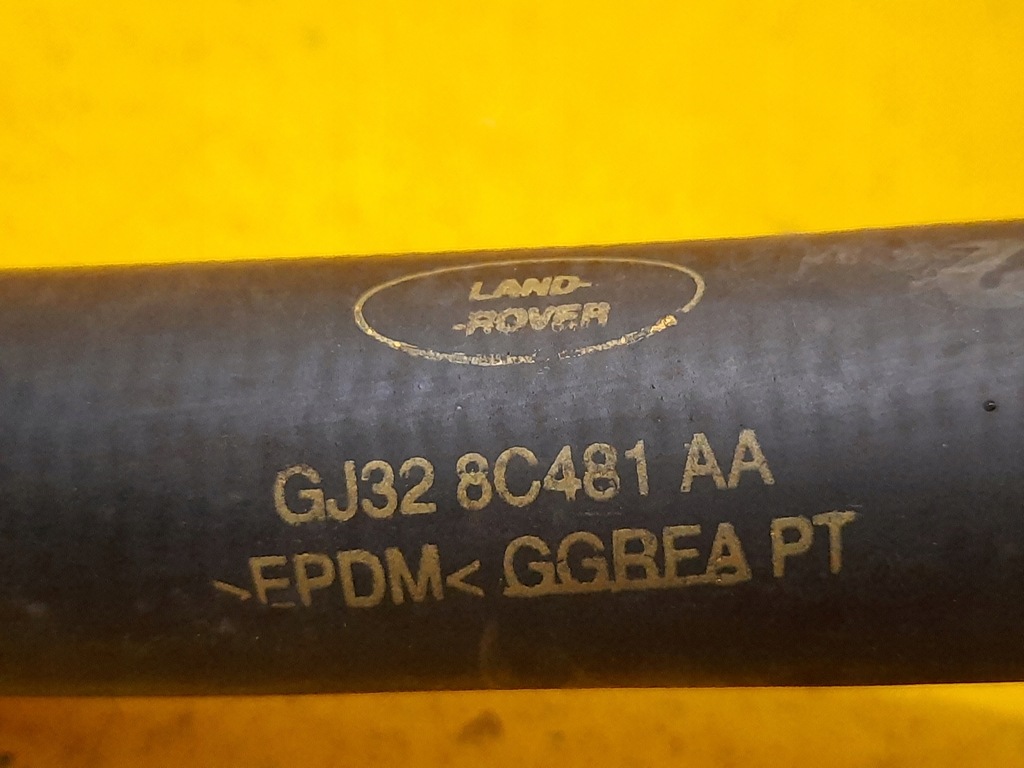 LAND-
-ROVER
GJ32 8C481 AA
>EPDM< GGBEA PT